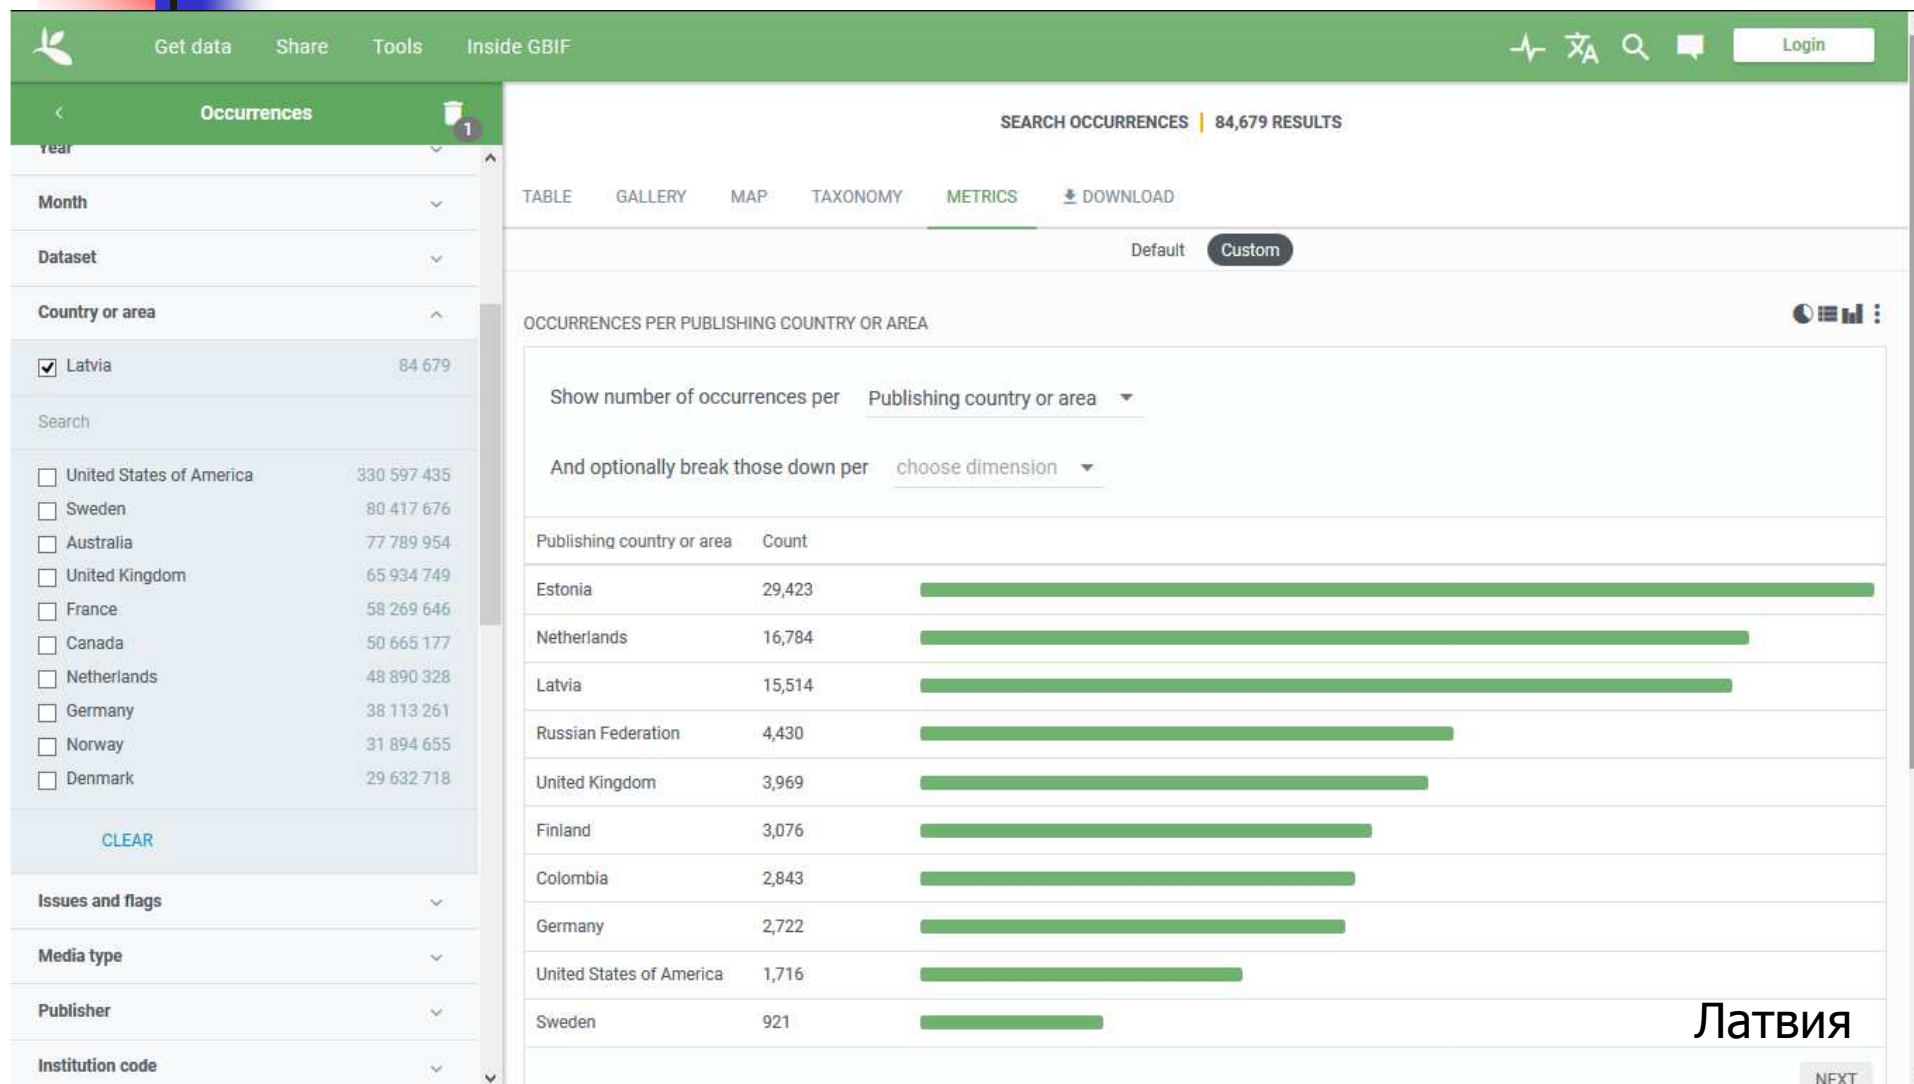 Get data Share Tools Inside GBIF Login
Occurrences 1
Year
Month
Dataset
Country or area
Latvia 84 679
Search
United States of America 330 597 435
Sweden 80 417 676
Australia 77 789 954
United Kingdom 65 934 749
France 58 269 646
Canada 50 665 177
Netherlands 48 890 328
Germany 38 113 261
Norway 31 894 655
Denmark 29 632 718
CLEAR
Issues and flags
Media type
Publisher
Institution code
SEARCH OCCURRENCES | 84,679 RESULTS
TABLE GALLERY MAP TAXONOMY METRICS DOWNLOAD
Default Custom
OCCURRENCES PER PUBLISHING COUNTRY OR AREA
Show number of occurrences per Publishing country or area
And optionally break those down per choose dimension
Publishing country or area Count
Estonia 29,423
Netherlands 16,784
Latvia 15,514
Russian Federation 4,430
United Kingdom 3,969
Finland 3,076
Colombia 2,843
Germany 2,722
United States of America 1,716
Sweden 921
Латвия
NEXT